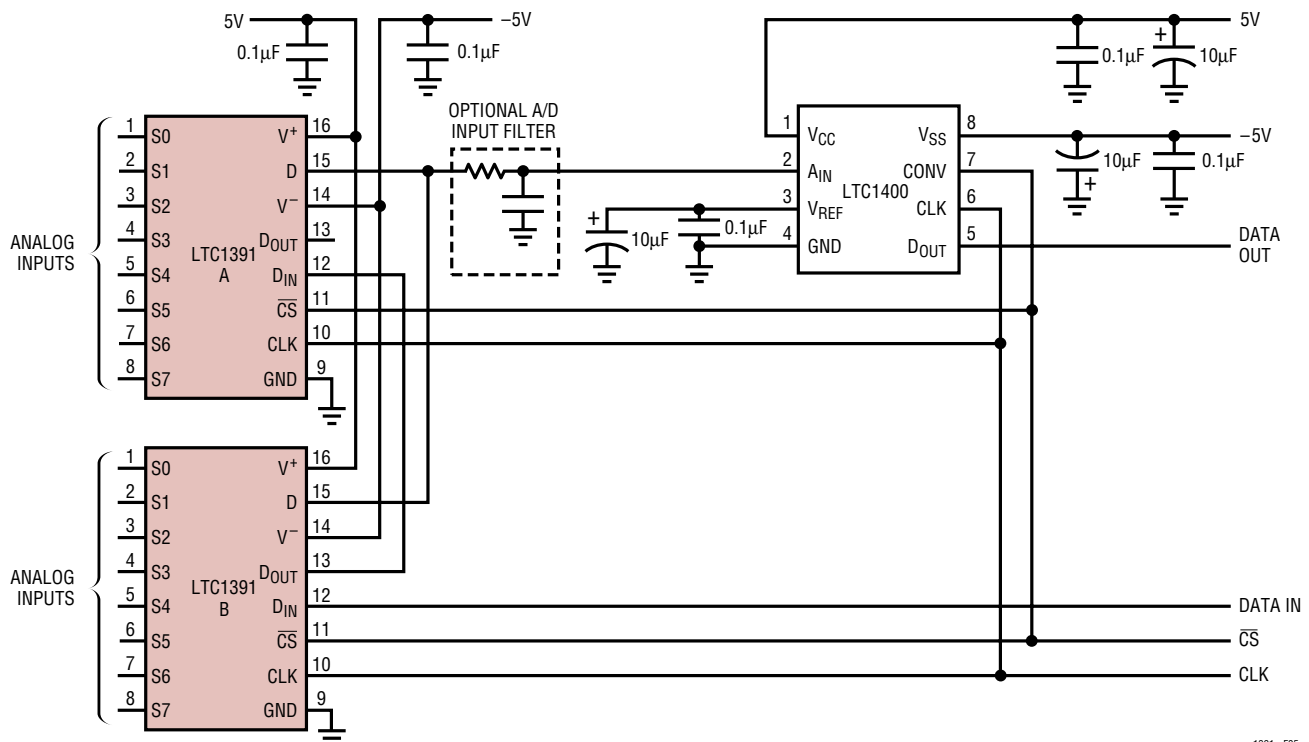 5V
0.1µF
–5V
0.1µF
5V
0.1µF
+
10µF
OPTIONAL A/D
INPUT FILTER
ANALOG
INPUTS
LTC1391
A
1 S0
2 S1
3 S2
4 S3
5 S4
6 S5
7 S6
8 S7
V+ 16
D 15
V– 14
DOUT 13
DIN 12
CS 11
CLK 10
GND 9
+
10µF
0.1µF
LTC1400
1 VCC
2 AIN
3 VREF
4 GND
VSS 8
CONV 7
CLK 6
DOUT 5
–5V
10µF
+
0.1µF
DATA
OUT
ANALOG
INPUTS
LTC1391
B
1 S0
2 S1
3 S2
4 S3
5 S4
6 S5
7 S6
8 S7
V+ 16
D 15
V– 14
DOUT 13
DIN 12
CS 11
CLK 10
GND 9
DATA IN
CS
CLK